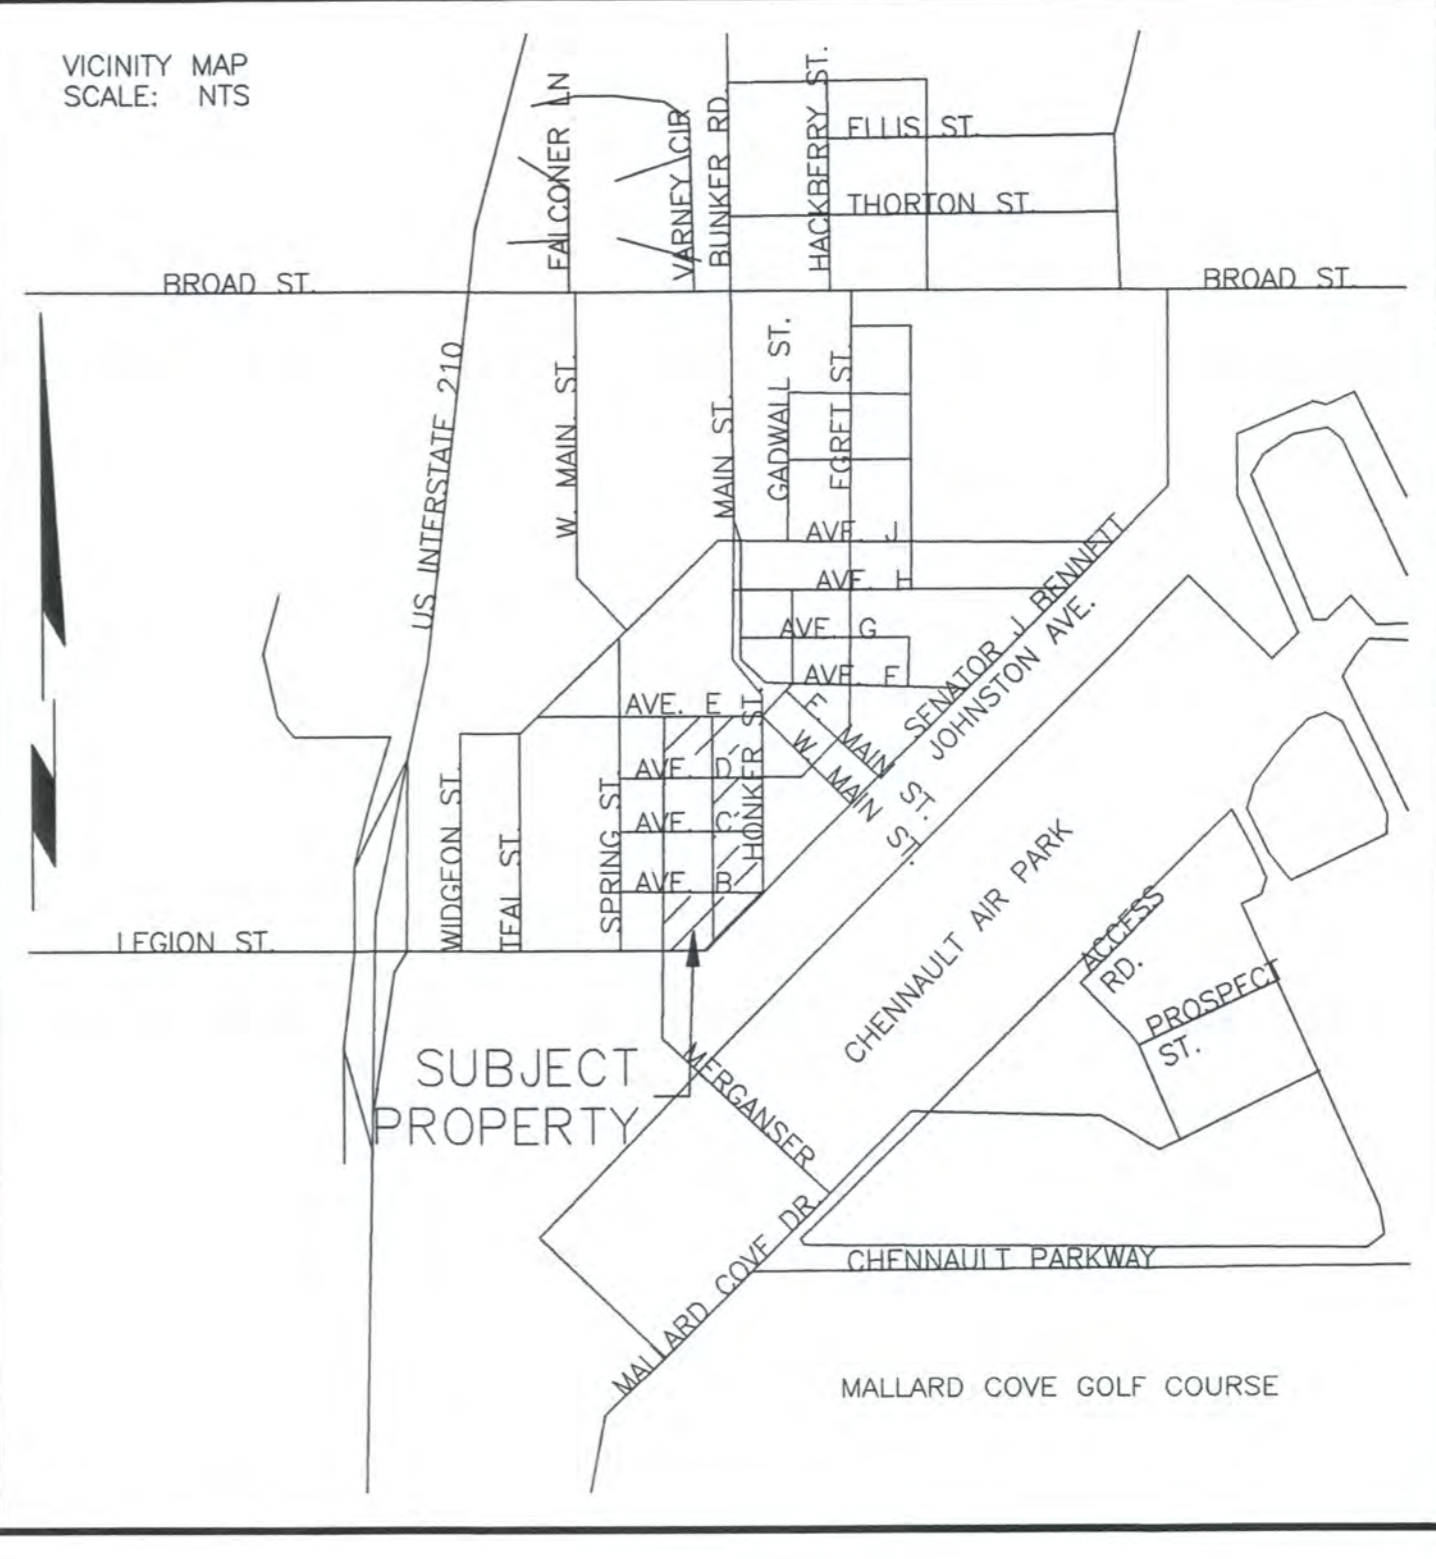 VICINITY MAP
SCALE: NTS
FALCONER LN
VARNEY CIR
BUNKER RD.
HACKBERRY ST.
ELLIS ST.
THORTON ST.
BROAD ST.
BROAD ST.
US INTERSTATE 210
W. MAIN ST.
MAIN ST.
GADWALL ST.
EGRET ST.
AVE. J
AVE. H
AVE. G
AVE. F
SENATOR J BENNETT
JOHNSTON AVE.
AVE. E
AVE. D
AVE. C
AVE. B
HONKER ST.
E. MAIN ST.
W. MAIN ST.
WIDGEON ST.
TEAL ST.
SPRING ST.
LEGION ST.
CHENNAULT AIR PARK
ACCESS
RD.
PROSPECT
ST.
SUBJECT
PROPERTY
MERGANSER
MALLARD COVE DR.
CHENNAULT PARKWAY
MALLARD COVE GOLF COURSE